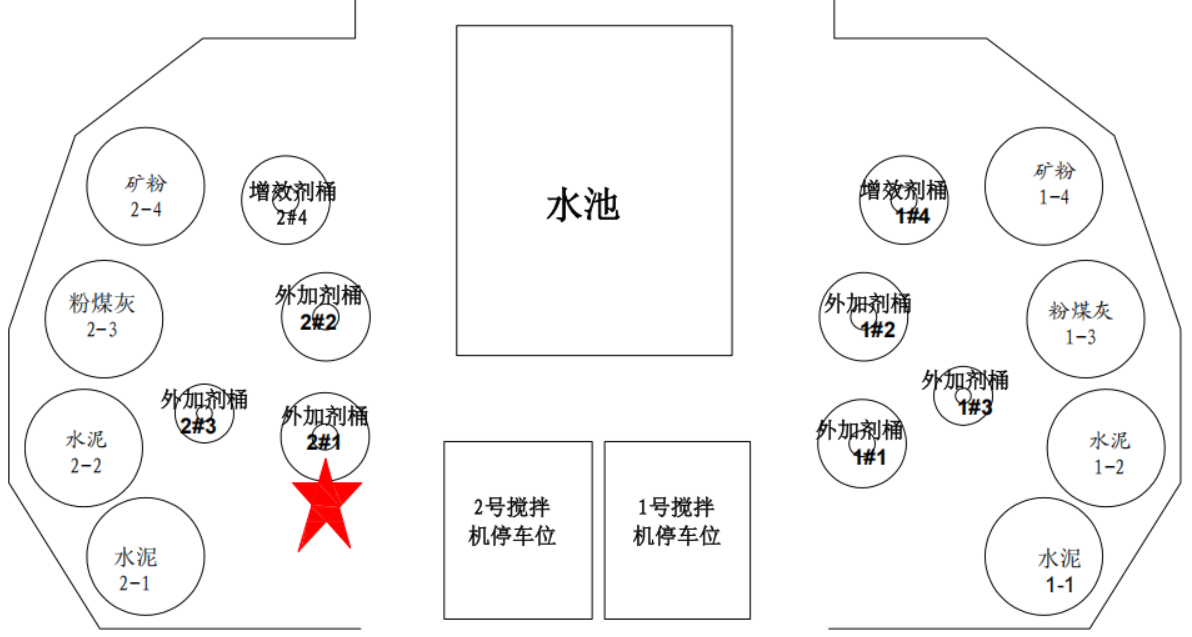 水池
矿粉
2-4
增效剂桶
2#4
增效剂桶
1#4
矿粉
1-4
粉煤灰
2-3
外加剂桶
2#2
外加剂桶
1#2
粉煤灰
1-3
外加剂桶
2#3
外加剂桶
2#1
外加剂桶
1#1
外加剂桶
1#3
水泥
2-2
水泥
1-2
2号搅拌
机停车位
1号搅拌
机停车位
水泥
2-1
水泥
1-1